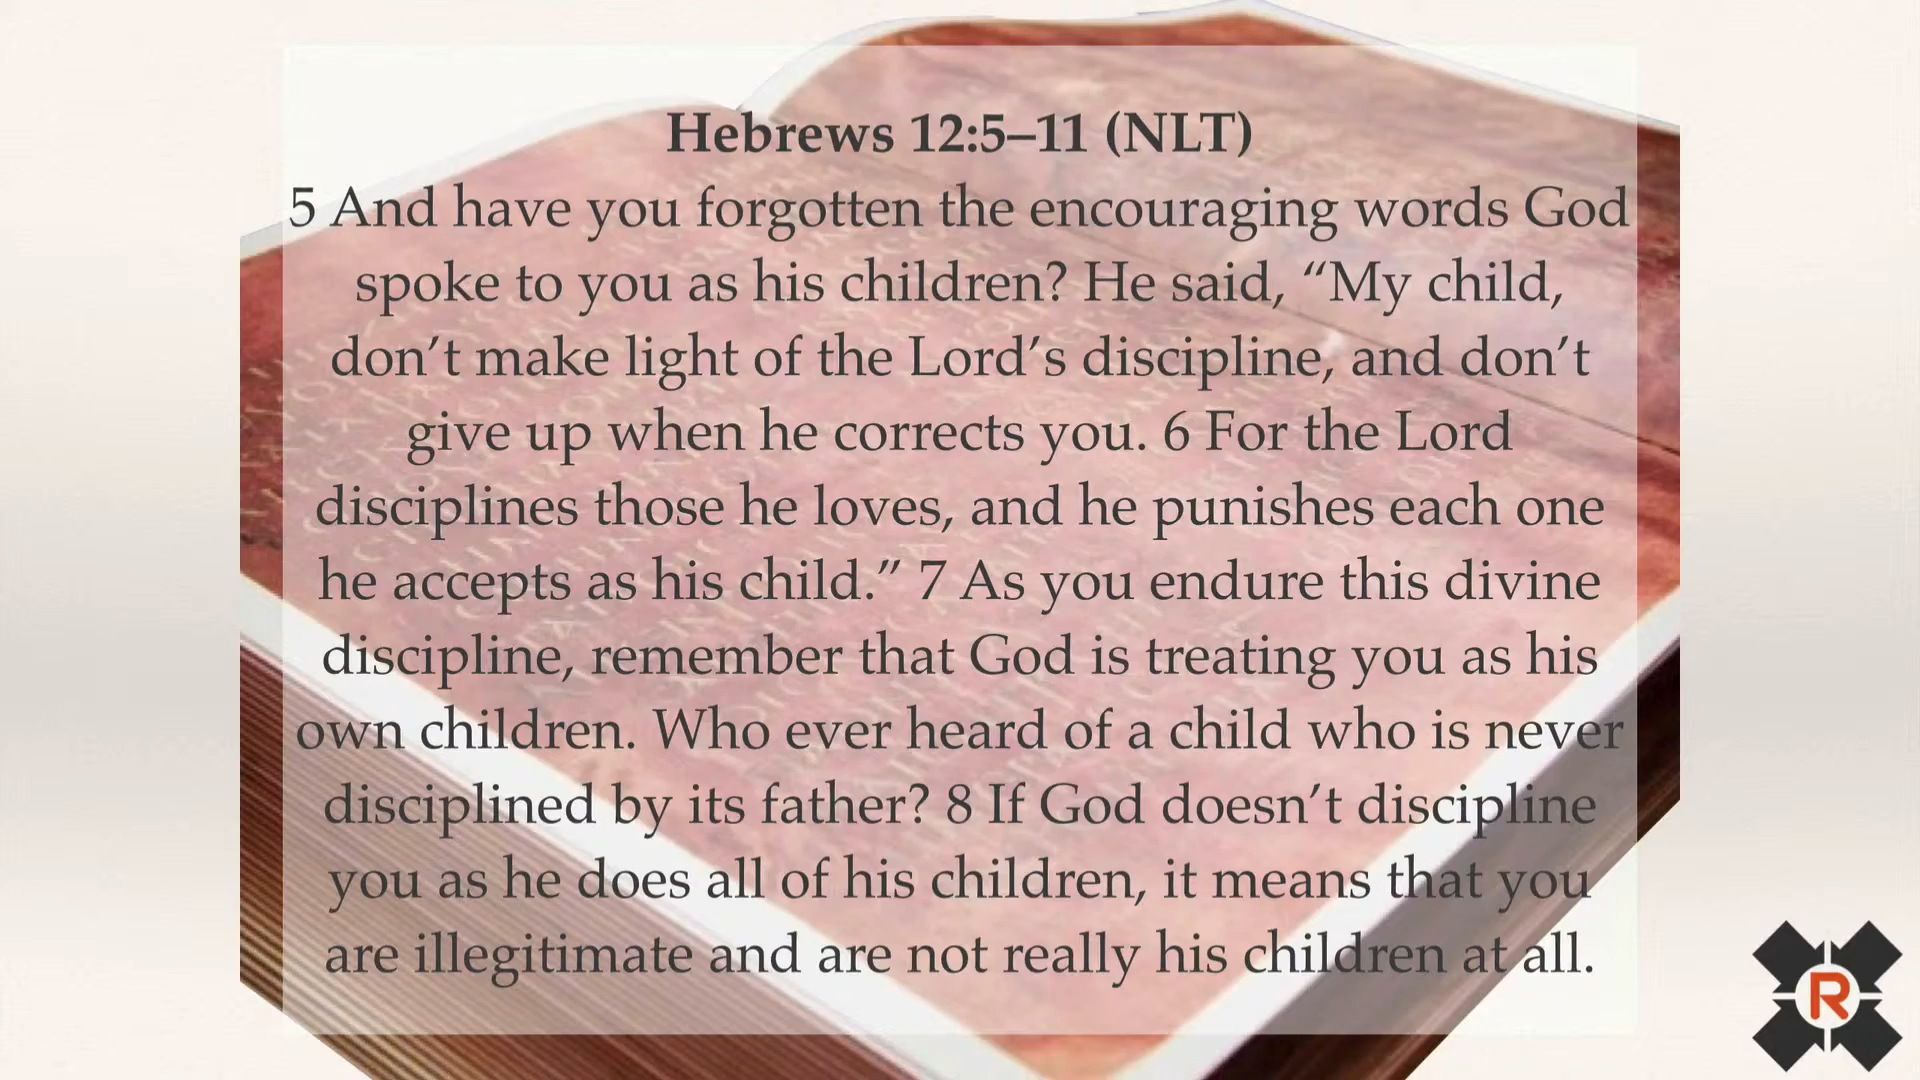 Hebrews 12:5–11 (NLT)
5 And have you forgotten the encouraging words God
spoke to you as his children? He said, “My child,
don’t make light of the Lord’s discipline, and don’t
give up when he corrects you. 6 For the Lord
disciplines those he loves, and he punishes each one
he accepts as his child.” 7 As you endure this divine
discipline, remember that God is treating you as his
own children. Who ever heard of a child who is never
disciplined by its father? 8 If God doesn’t discipline
you as he does all of his children, it means that you
are illegitimate and are not really his children at all.
R